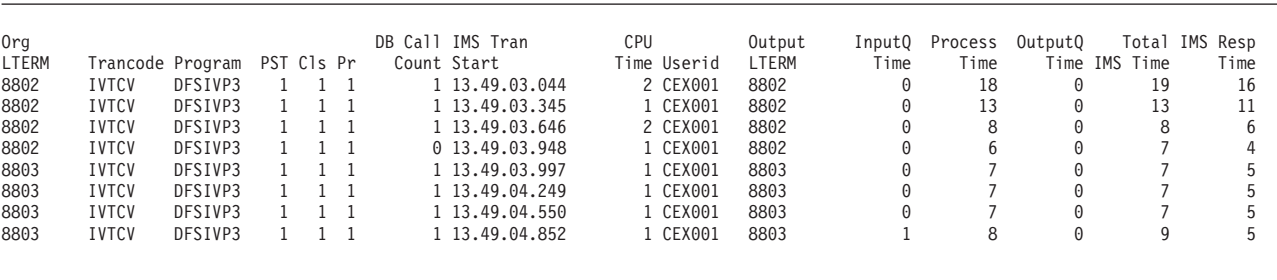 Org DB Call IMS Tran CPU Output InputQ Process OutputQ Total IMS Resp
LTERM Trancode Program PST Cls Pr Count Start Time Userid LTERM Time Time Time IMS Time Time
8802 IVTCV DFSIVP3 1 1 1 1 13.49.03.044 2 CEX001 8802 0 18 0 19 16
8802 IVTCV DFSIVP3 1 1 1 1 13.49.03.345 1 CEX001 8802 0 13 0 13 11
8802 IVTCV DFSIVP3 1 1 1 1 13.49.03.646 2 CEX001 8802 0 8 0 8 6
8802 IVTCV DFSIVP3 1 1 1 0 13.49.03.948 1 CEX001 8802 0 6 0 7 4
8803 IVTCV DFSIVP3 1 1 1 1 13.49.03.997 1 CEX001 8803 0 7 0 7 5
8803 IVTCV DFSIVP3 1 1 1 1 13.49.04.249 1 CEX001 8803 0 7 0 7 5
8803 IVTCV DFSIVP3 1 1 1 1 13.49.04.550 1 CEX001 8803 0 7 0 7 5
8803 IVTCV DFSIVP3 1 1 1 1 13.49.04.852 1 CEX001 8803 1 8 0 9 5